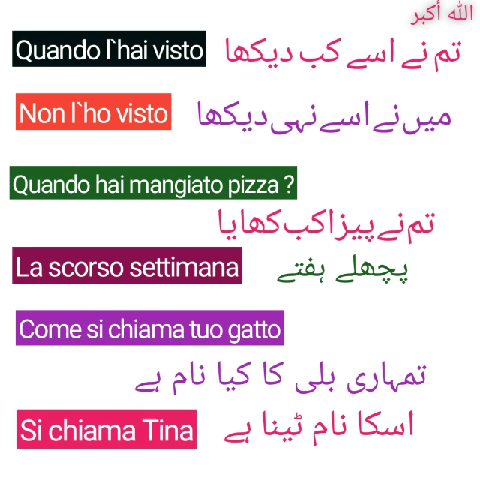 الله أكبر
Quando l`hai visto تم نے اسے کب دیکھا
Non l`ho visto میں نے اسے نہی دیکھا
Quando hai mangiato pizza ?
تم نے پیزا کب کھایا
La scorso settimana پچھلے ہفتے
Come si chiama tuo gatto
تمہاری بلی کا کیا نام ہے
Si chiama Tina اسکا نام ٹینا ہے